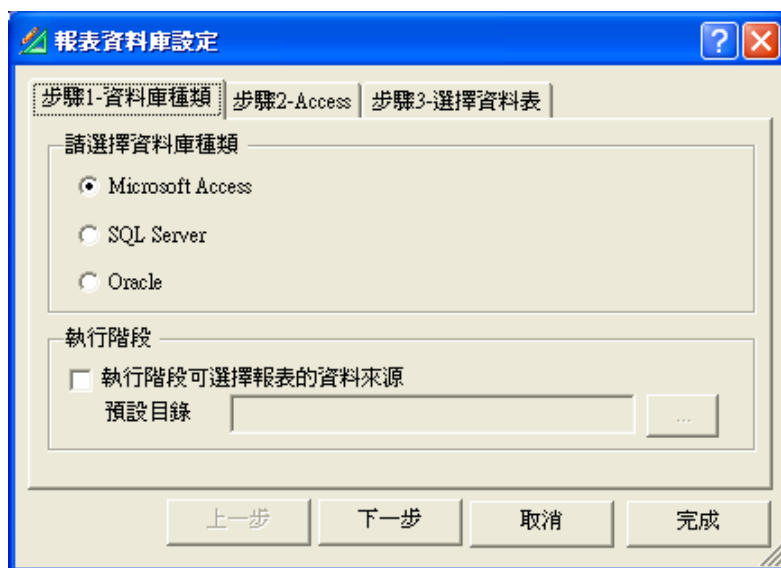 報表資料庫設定
步驟1-資料庫種類 步驟2-Access 步驟3-選擇資料表
請選擇資料庫種類
Microsoft Access
SQL Server
Oracle
執行階段
執行階段可選擇報表的資料來源
預設目錄 ...
上一步 下一步 取消 完成